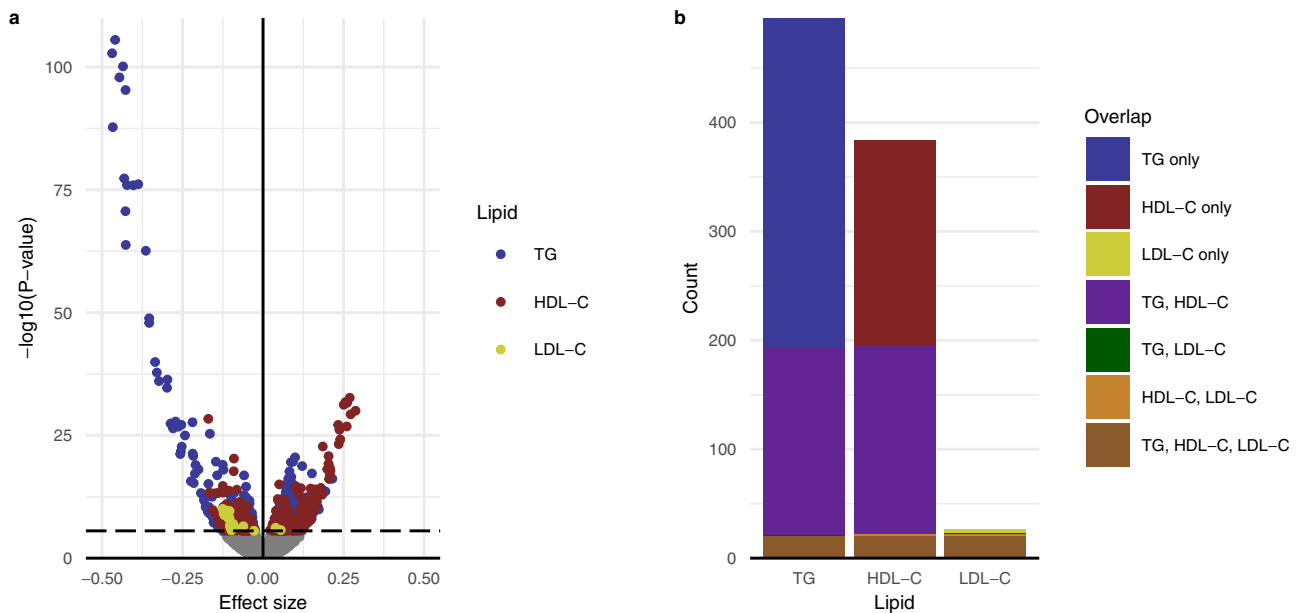 a
−log10(P−value)
100
75
50
25
0
−0.50 −0.25 0.00 0.25 0.50
Effect size
Lipid
TG
HDL−C
LDL−C
b
Count
400
300
200
100
0
TG HDL−C LDL−C
Lipid
Overlap
TG only
HDL−C only
LDL−C only
TG, HDL−C
TG, LDL−C
HDL−C, LDL−C
TG, HDL−C, LDL−C